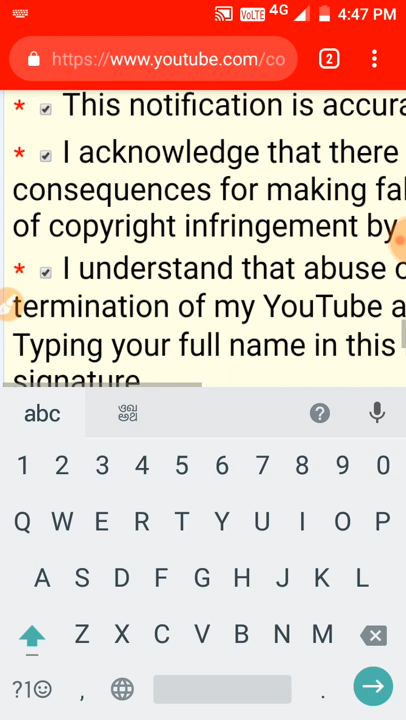 VoLTE 4G 4:47 PM
https://www.youtube.com/co 2
* This notification is accura
* I acknowledge that there
consequences for making fal
of copyright infringement by
* I understand that abuse o
termination of my YouTube a
Typing your full name in this
signature
abc ?
1 2 3 4 5 6 7 8 9 0
Q W E R T Y U I O P
A S D F G H J K L
Z X C V B N M
?1☺ , .